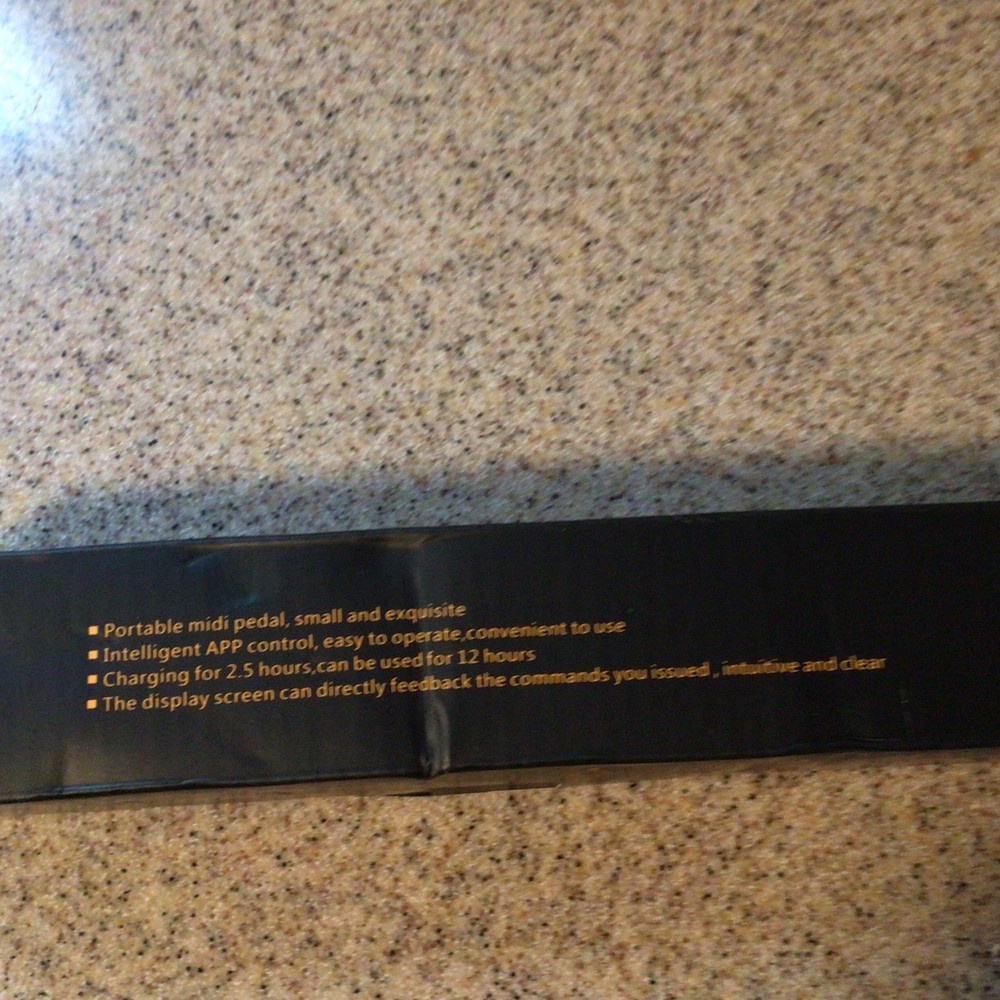 ▪ Portable midi pedal, small and exquisite
▪ Intelligent APP control, easy to operate,convenient to use
▪ Charging for 2.5 hours,can be used for 12 hours
▪ The display screen can directly feedback the commands you issued , intuitive and clear